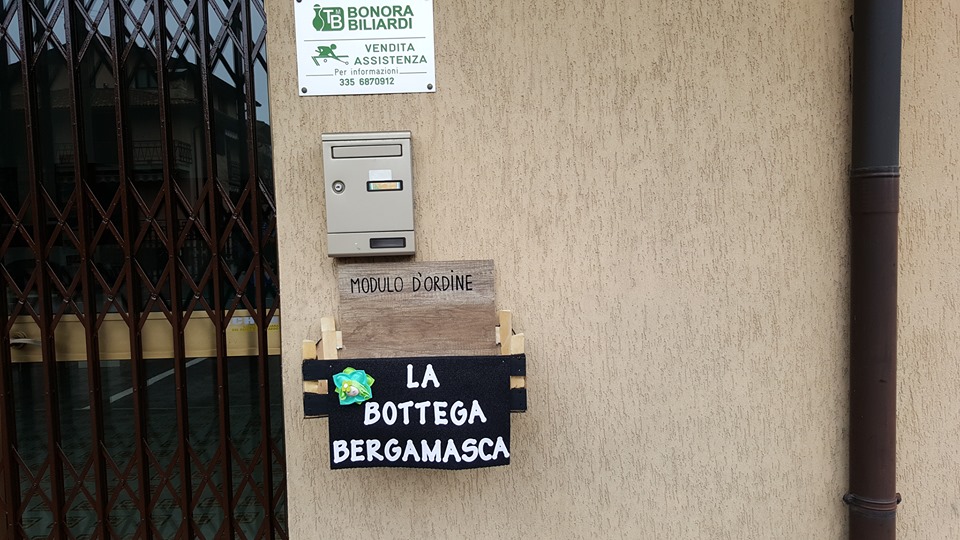 TB BONORA
BILIARDI
VENDITA
ASSISTENZA
Per informazioni
335 6870912
MODULO D'ORDINE
LA
BOTTEGA
BERGAMASCA